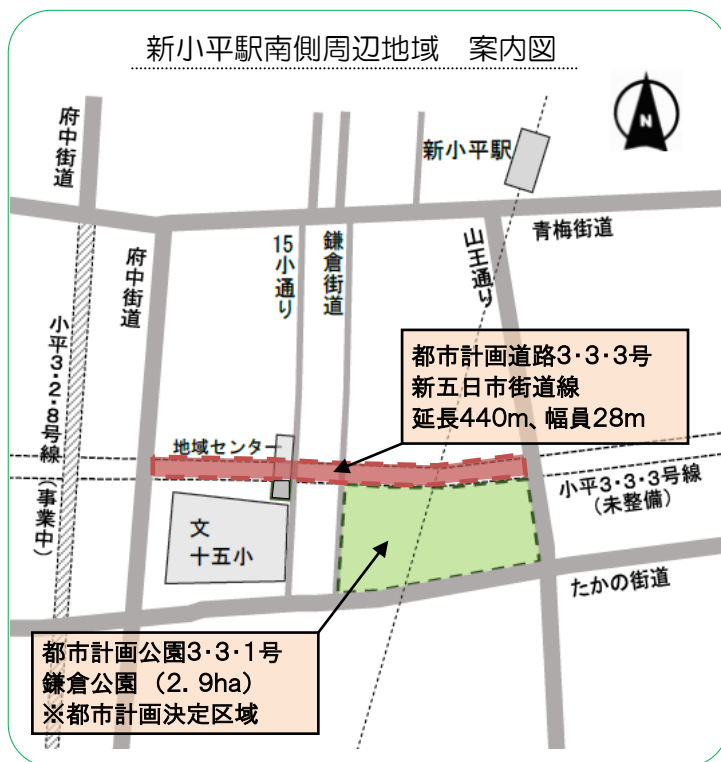 新小平駅南側周辺地域　案内図
N
府中街道
新小平駅
青梅街道
府中街道
15小通り
鎌倉街道
山王通り
小平3・2・8号線（事業中）
都市計画道路3・3・3号
新五日市街道線
延長440m、幅員28m
地域センター
小平3・3・3号線
（未整備）
文
十五小
たかの街道
都市計画公園3・3・1号
鎌倉公園（2.9ha）
※都市計画決定区域